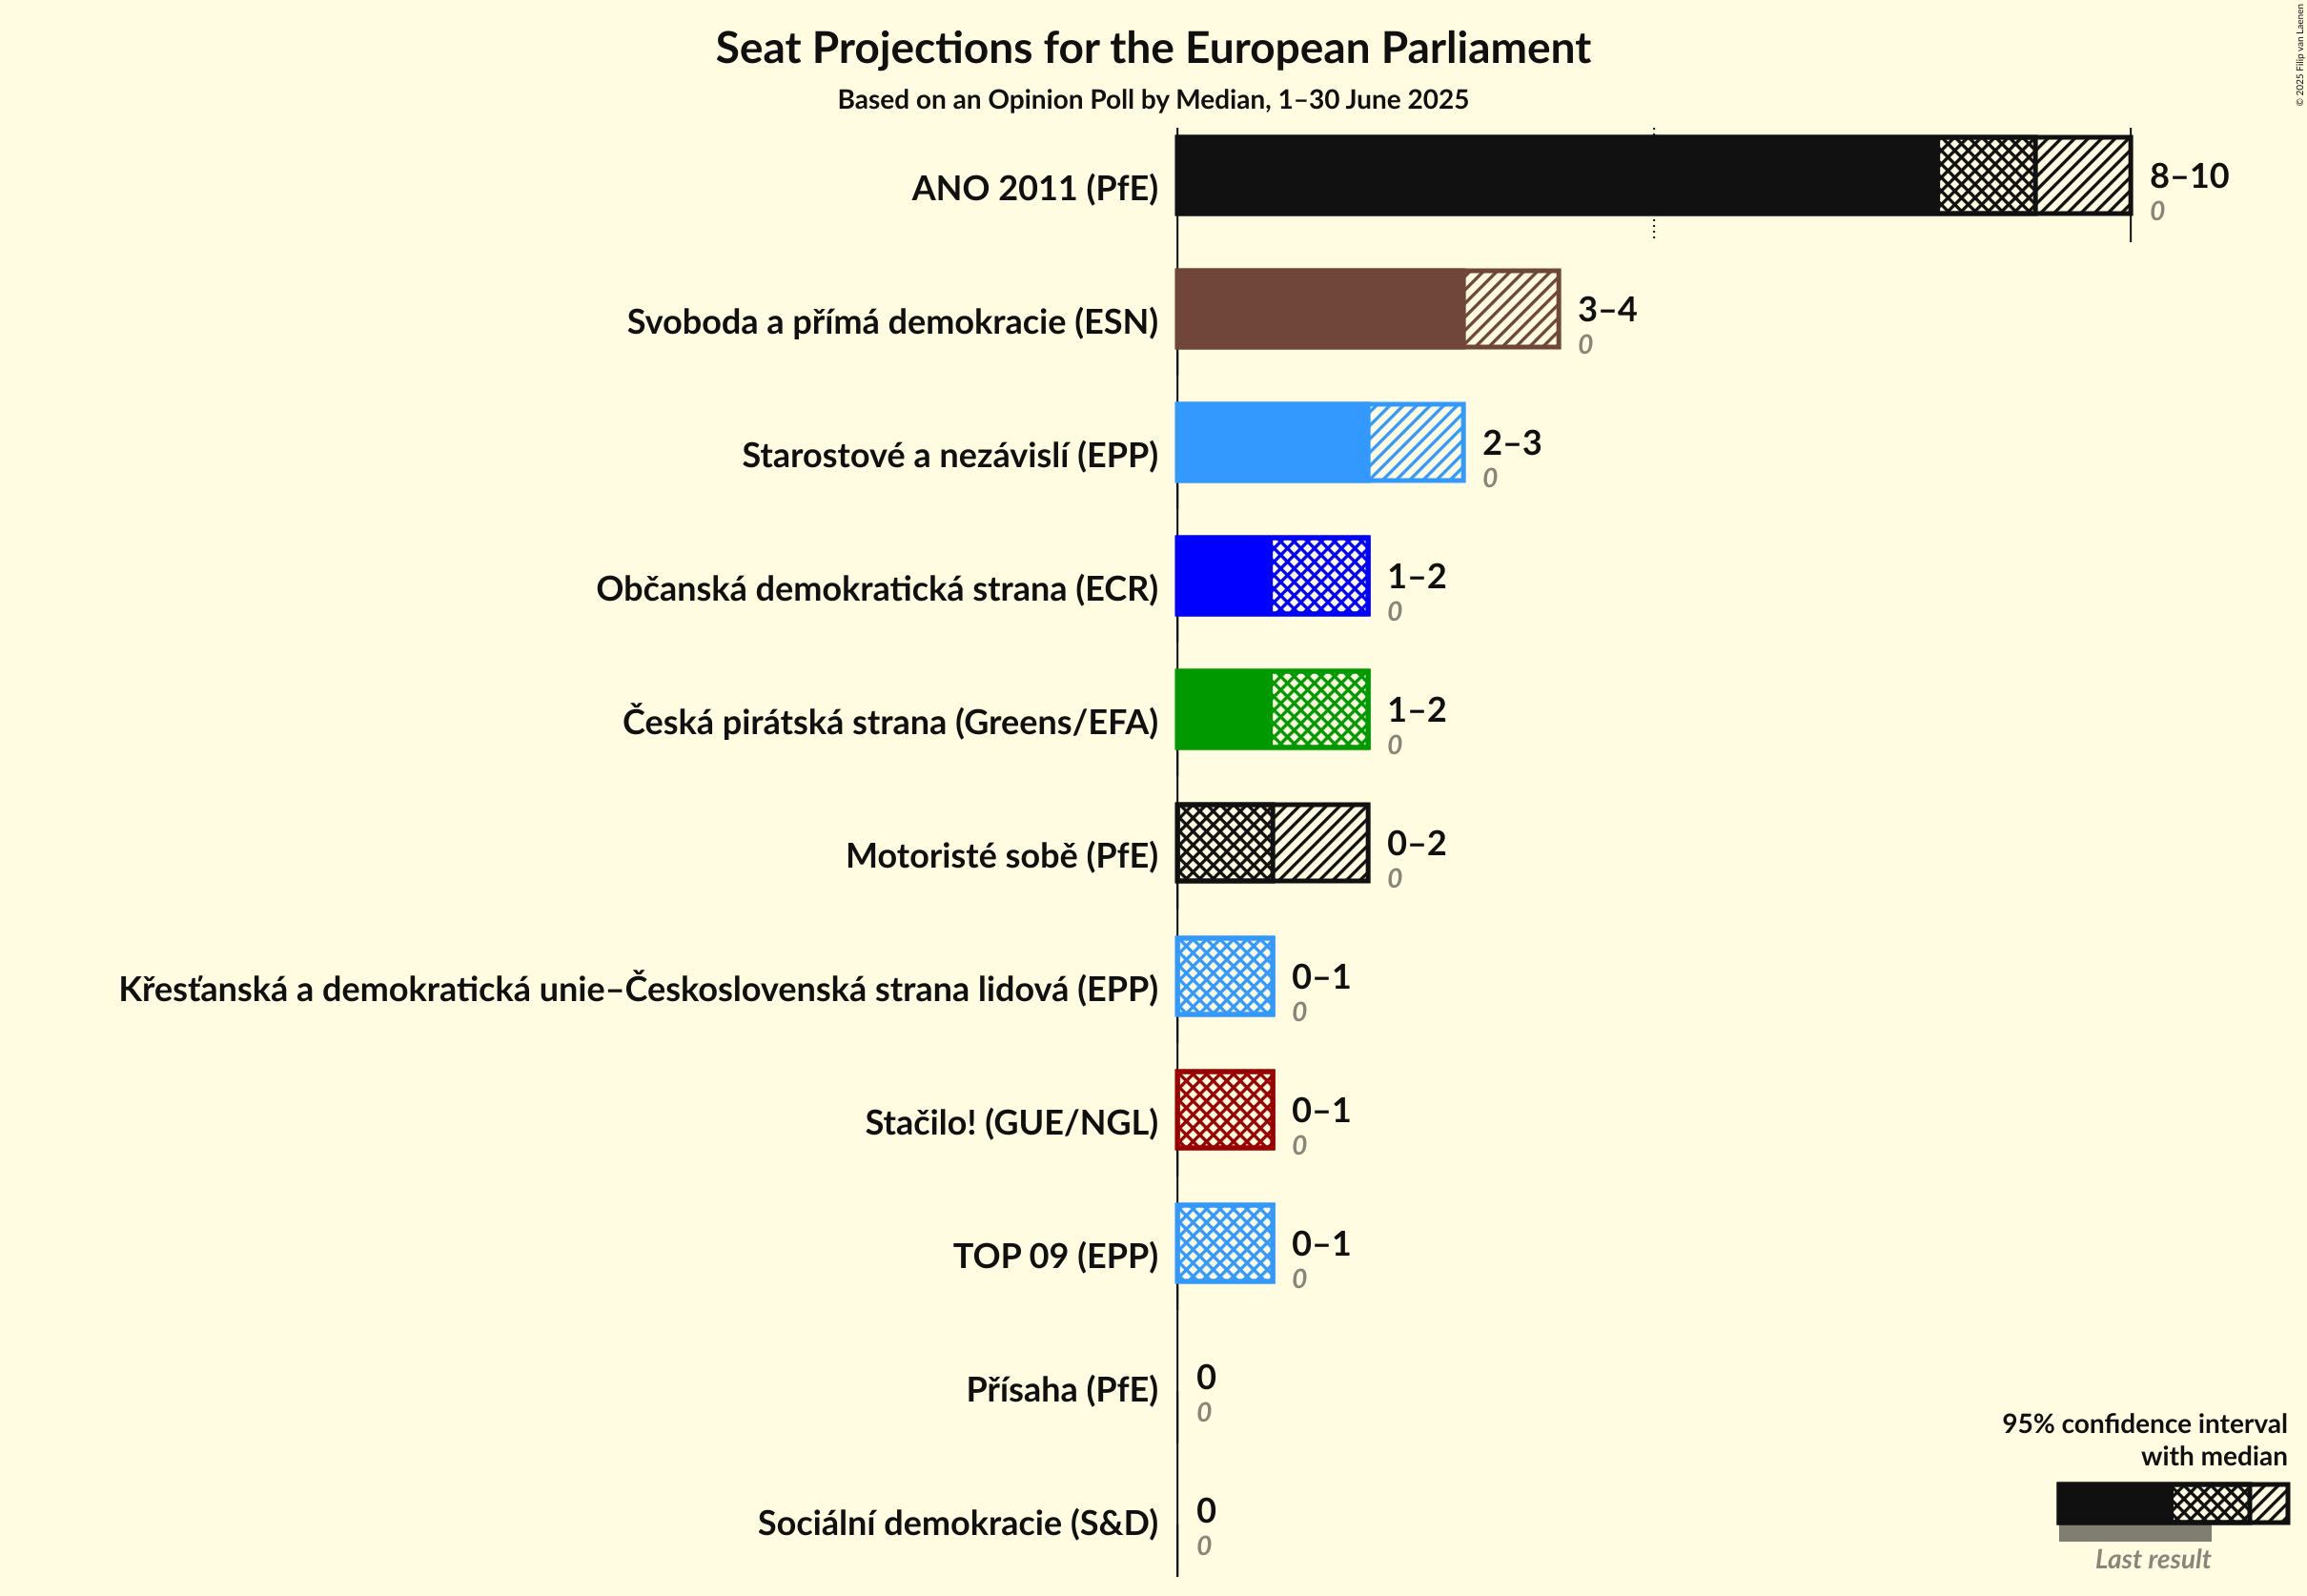 Seat Projections for the European Parliament
Based on an Opinion Poll by Median, 1–30 June 2025
© 2025 Filip van Laenen
ANO 2011 (PfE)
8–10
0
Svoboda a přímá demokracie (ESN)
3–4
0
Starostové a nezávislí (EPP)
2–3
0
Občanská demokratická strana (ECR)
1–2
0
Česká pirátská strana (Greens/EFA)
1–2
0
Motoristé sobě (PfE)
0–2
0
Křesťanská a demokratická unie–Československá strana lidová (EPP)
0–1
0
Stačilo! (GUE/NGL)
0–1
0
TOP 09 (EPP)
0–1
0
Přísaha (PfE)
0
0
Sociální demokracie (S&D)
0
0
95% confidence interval
with median
Last result